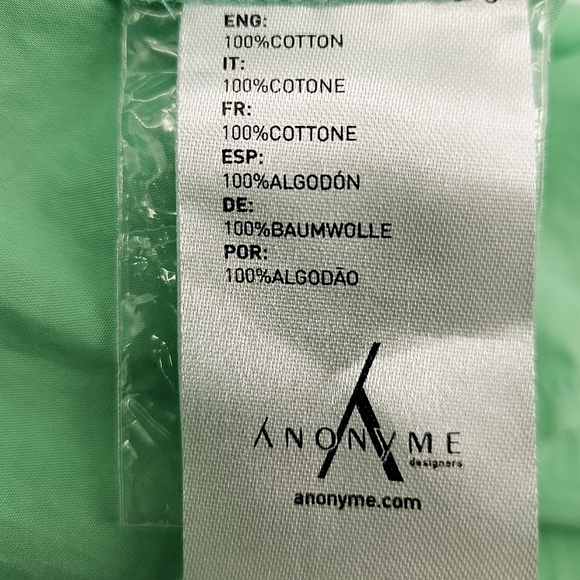 ENG:
100%COTTON
IT:
100%COTONE
FR:
100%COTTONE
ESP:
100%ALGODÓN
DE:
100%BAUMWOLLE
POR:
100%ALGODÃO
ANONYME
designers
anonyme.com